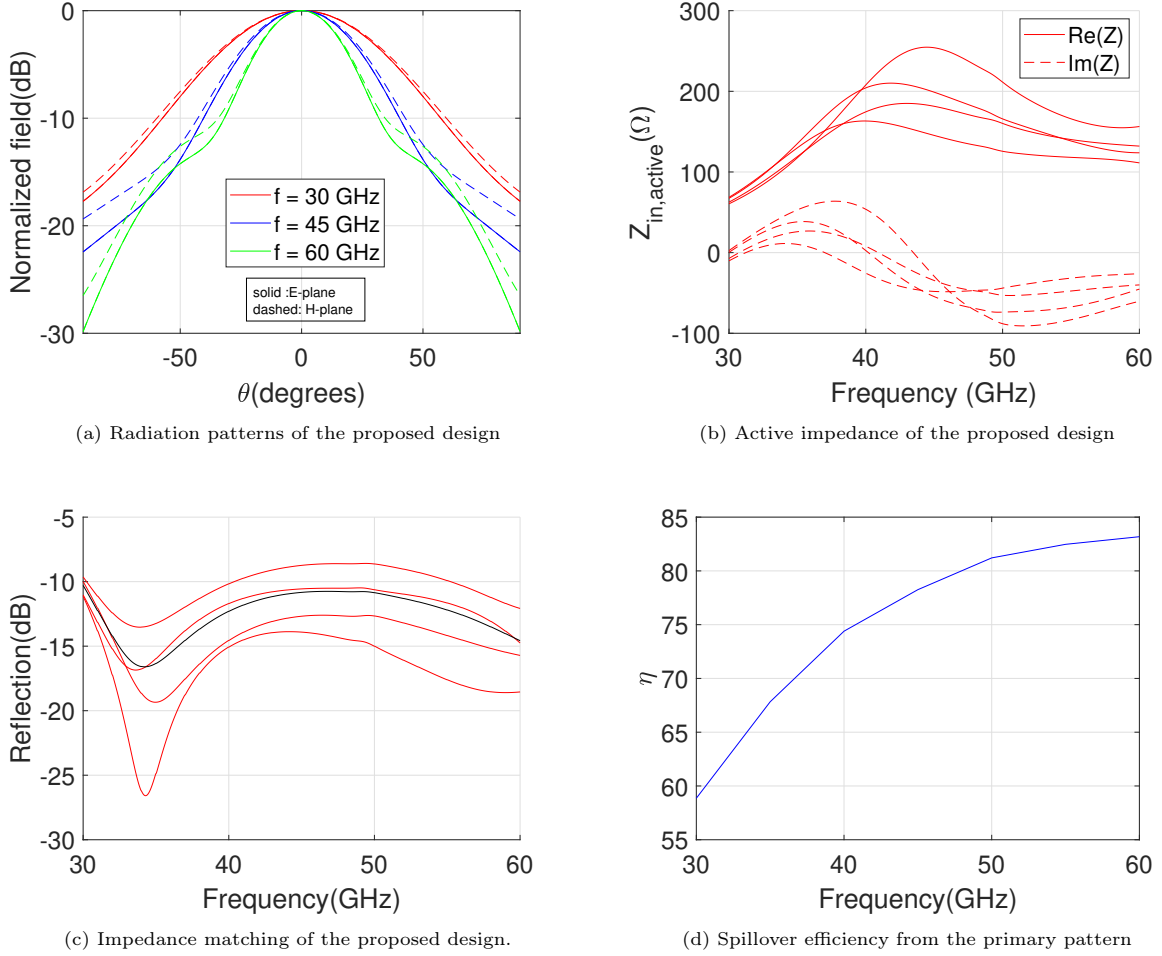 0
-10
-20
-30
Normalized field(dB)
-50
0
50
θ(degrees)
f = 30 GHz
f = 45 GHz
f = 60 GHz
solid :E-plane
dashed: H-plane
(a) Radiation patterns of the proposed design
300
200
100
0
-100
Z_in,active(Ω)
Re(Z)
Im(Z)
30
40
50
60
Frequency (GHz)
(b) Active impedance of the proposed design
-5
-10
-15
-20
-25
-30
Reflection(dB)
30
40
50
60
Frequency(GHz)
(c) Impedance matching of the proposed design.
85
80
75
70
65
60
55
η
30
40
50
60
Frequency(GHz)
(d) Spillover efficiency from the primary pattern